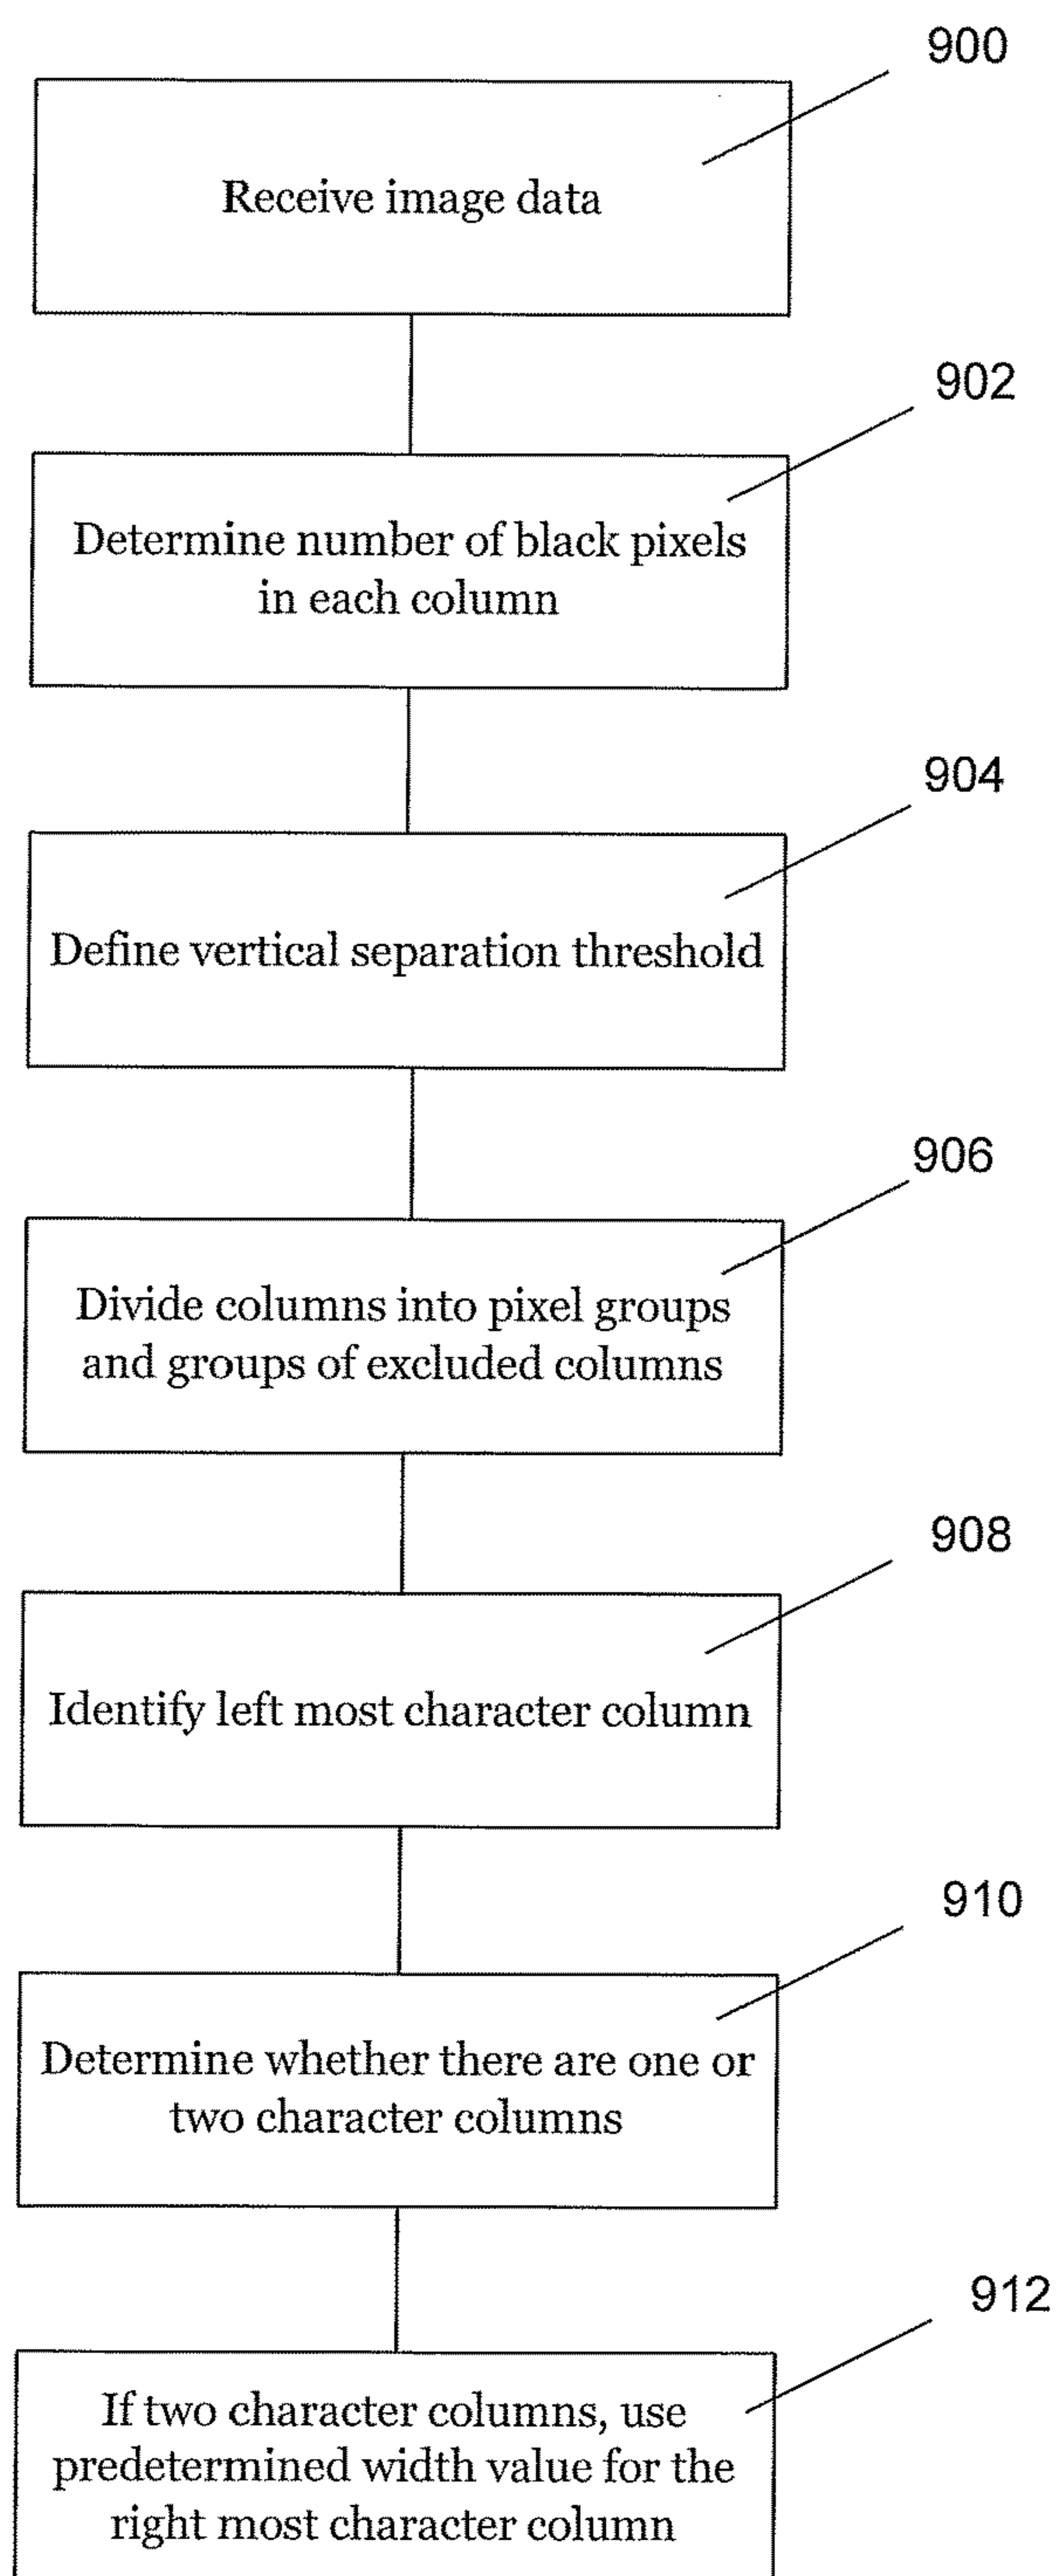 900
Receive image data
902
Determine number of black pixels
in each column
904
Define vertical separation threshold
906
Divide columns into pixel groups
and groups of excluded columns
908
Identify left most character column
910
Determine whether there are one or
two character columns
912
If two character columns, use
predetermined width value for the
right most character column